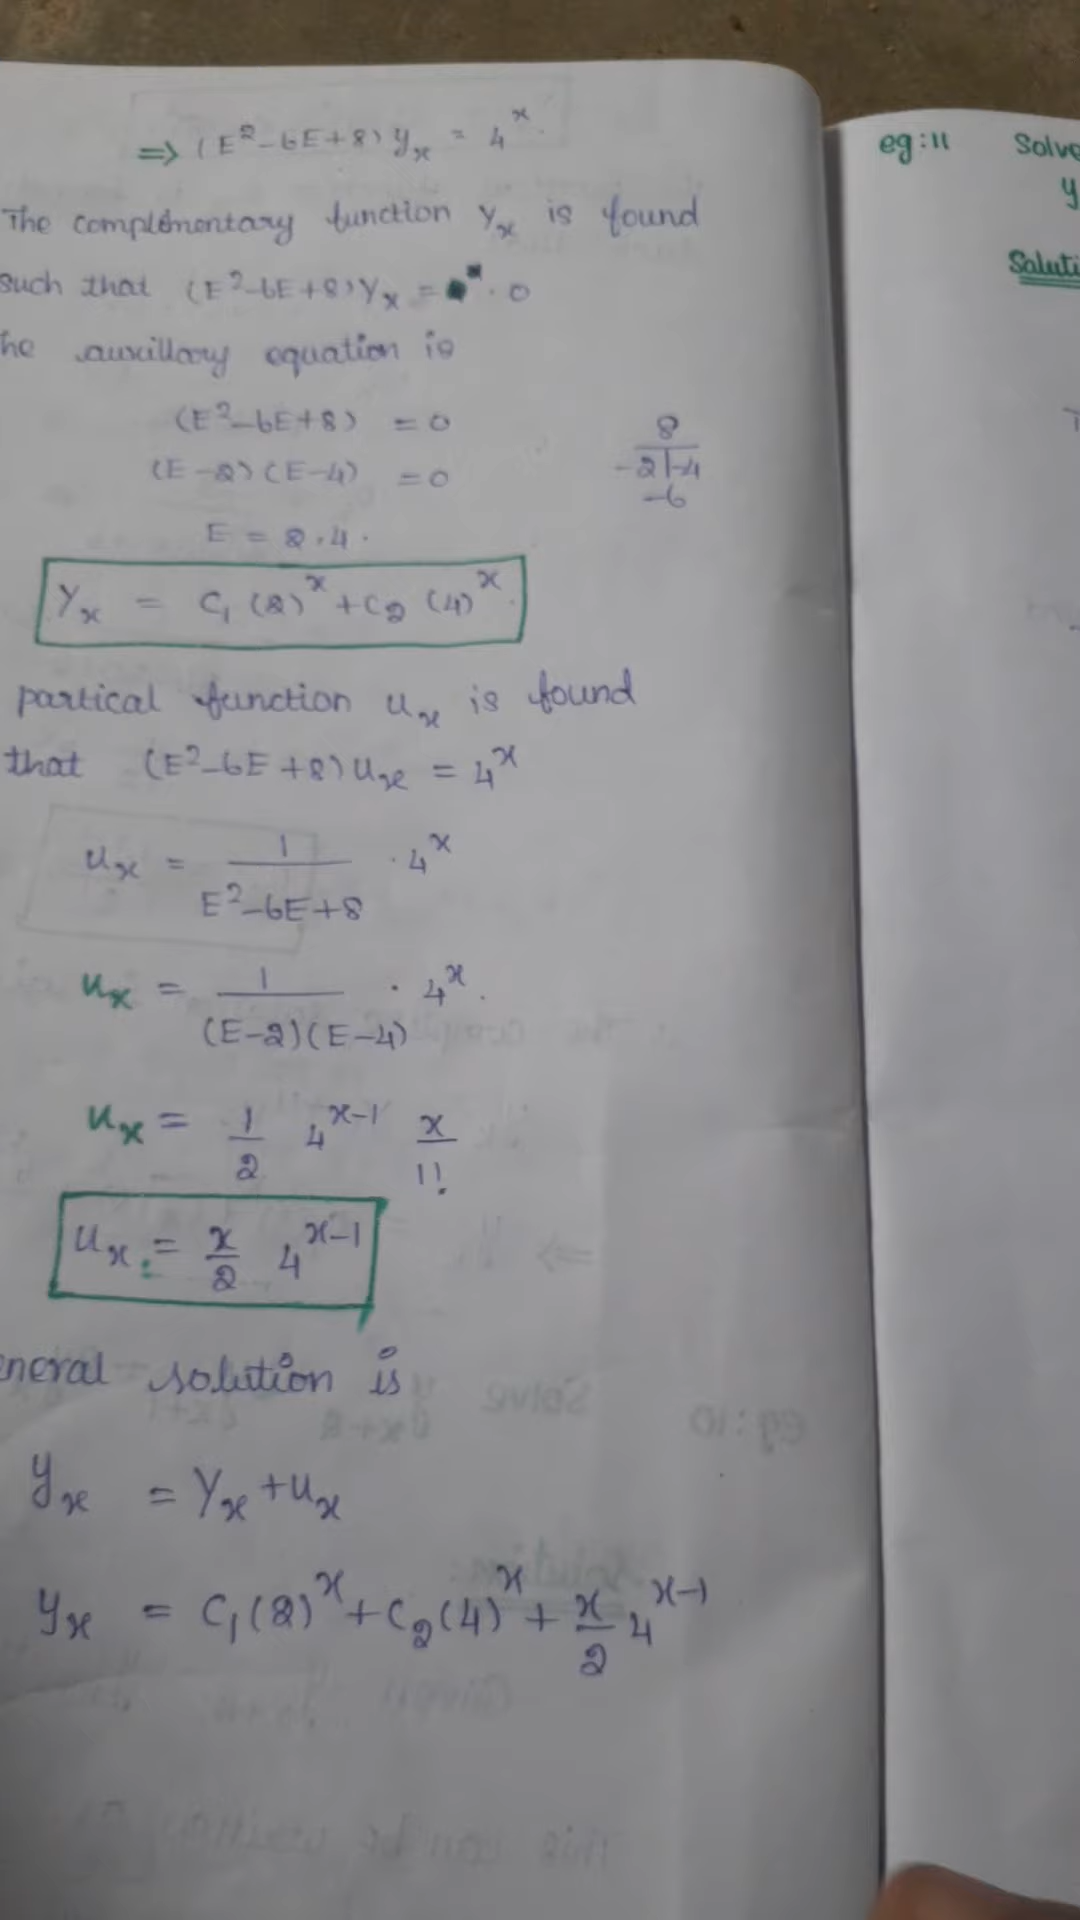 ⇒ (E²-6E+8) yₓ = 4ˣ.
The complementary function Yₓ is found
such that (E²-6E+8) Yₓ = . 0
he auxillary equation is
(E²-6E+8) = 0
(E-2)(E-4) = 0
8
-2|-4
-6
E = 2.4.
Yₓ = C₁ (2)ˣ + C₂ (4)ˣ.
partical function uₓ is found
that (E²-6E+8) uₓ = 4ˣ
uₓ = 1/(E²-6E+8) . 4ˣ
uₓ = 1/((E-2)(E-4)) . 4ˣ.
uₓ = 1/2 4ˣ⁻¹ x/1!
uₓ = x/2 4ˣ⁻¹
eneral solution is
yₓ = Yₓ + uₓ
yₓ = C₁(2)ˣ + C₂(4)ˣ + x/2 4ˣ⁻¹
eg:11 Solve
y
Saluti